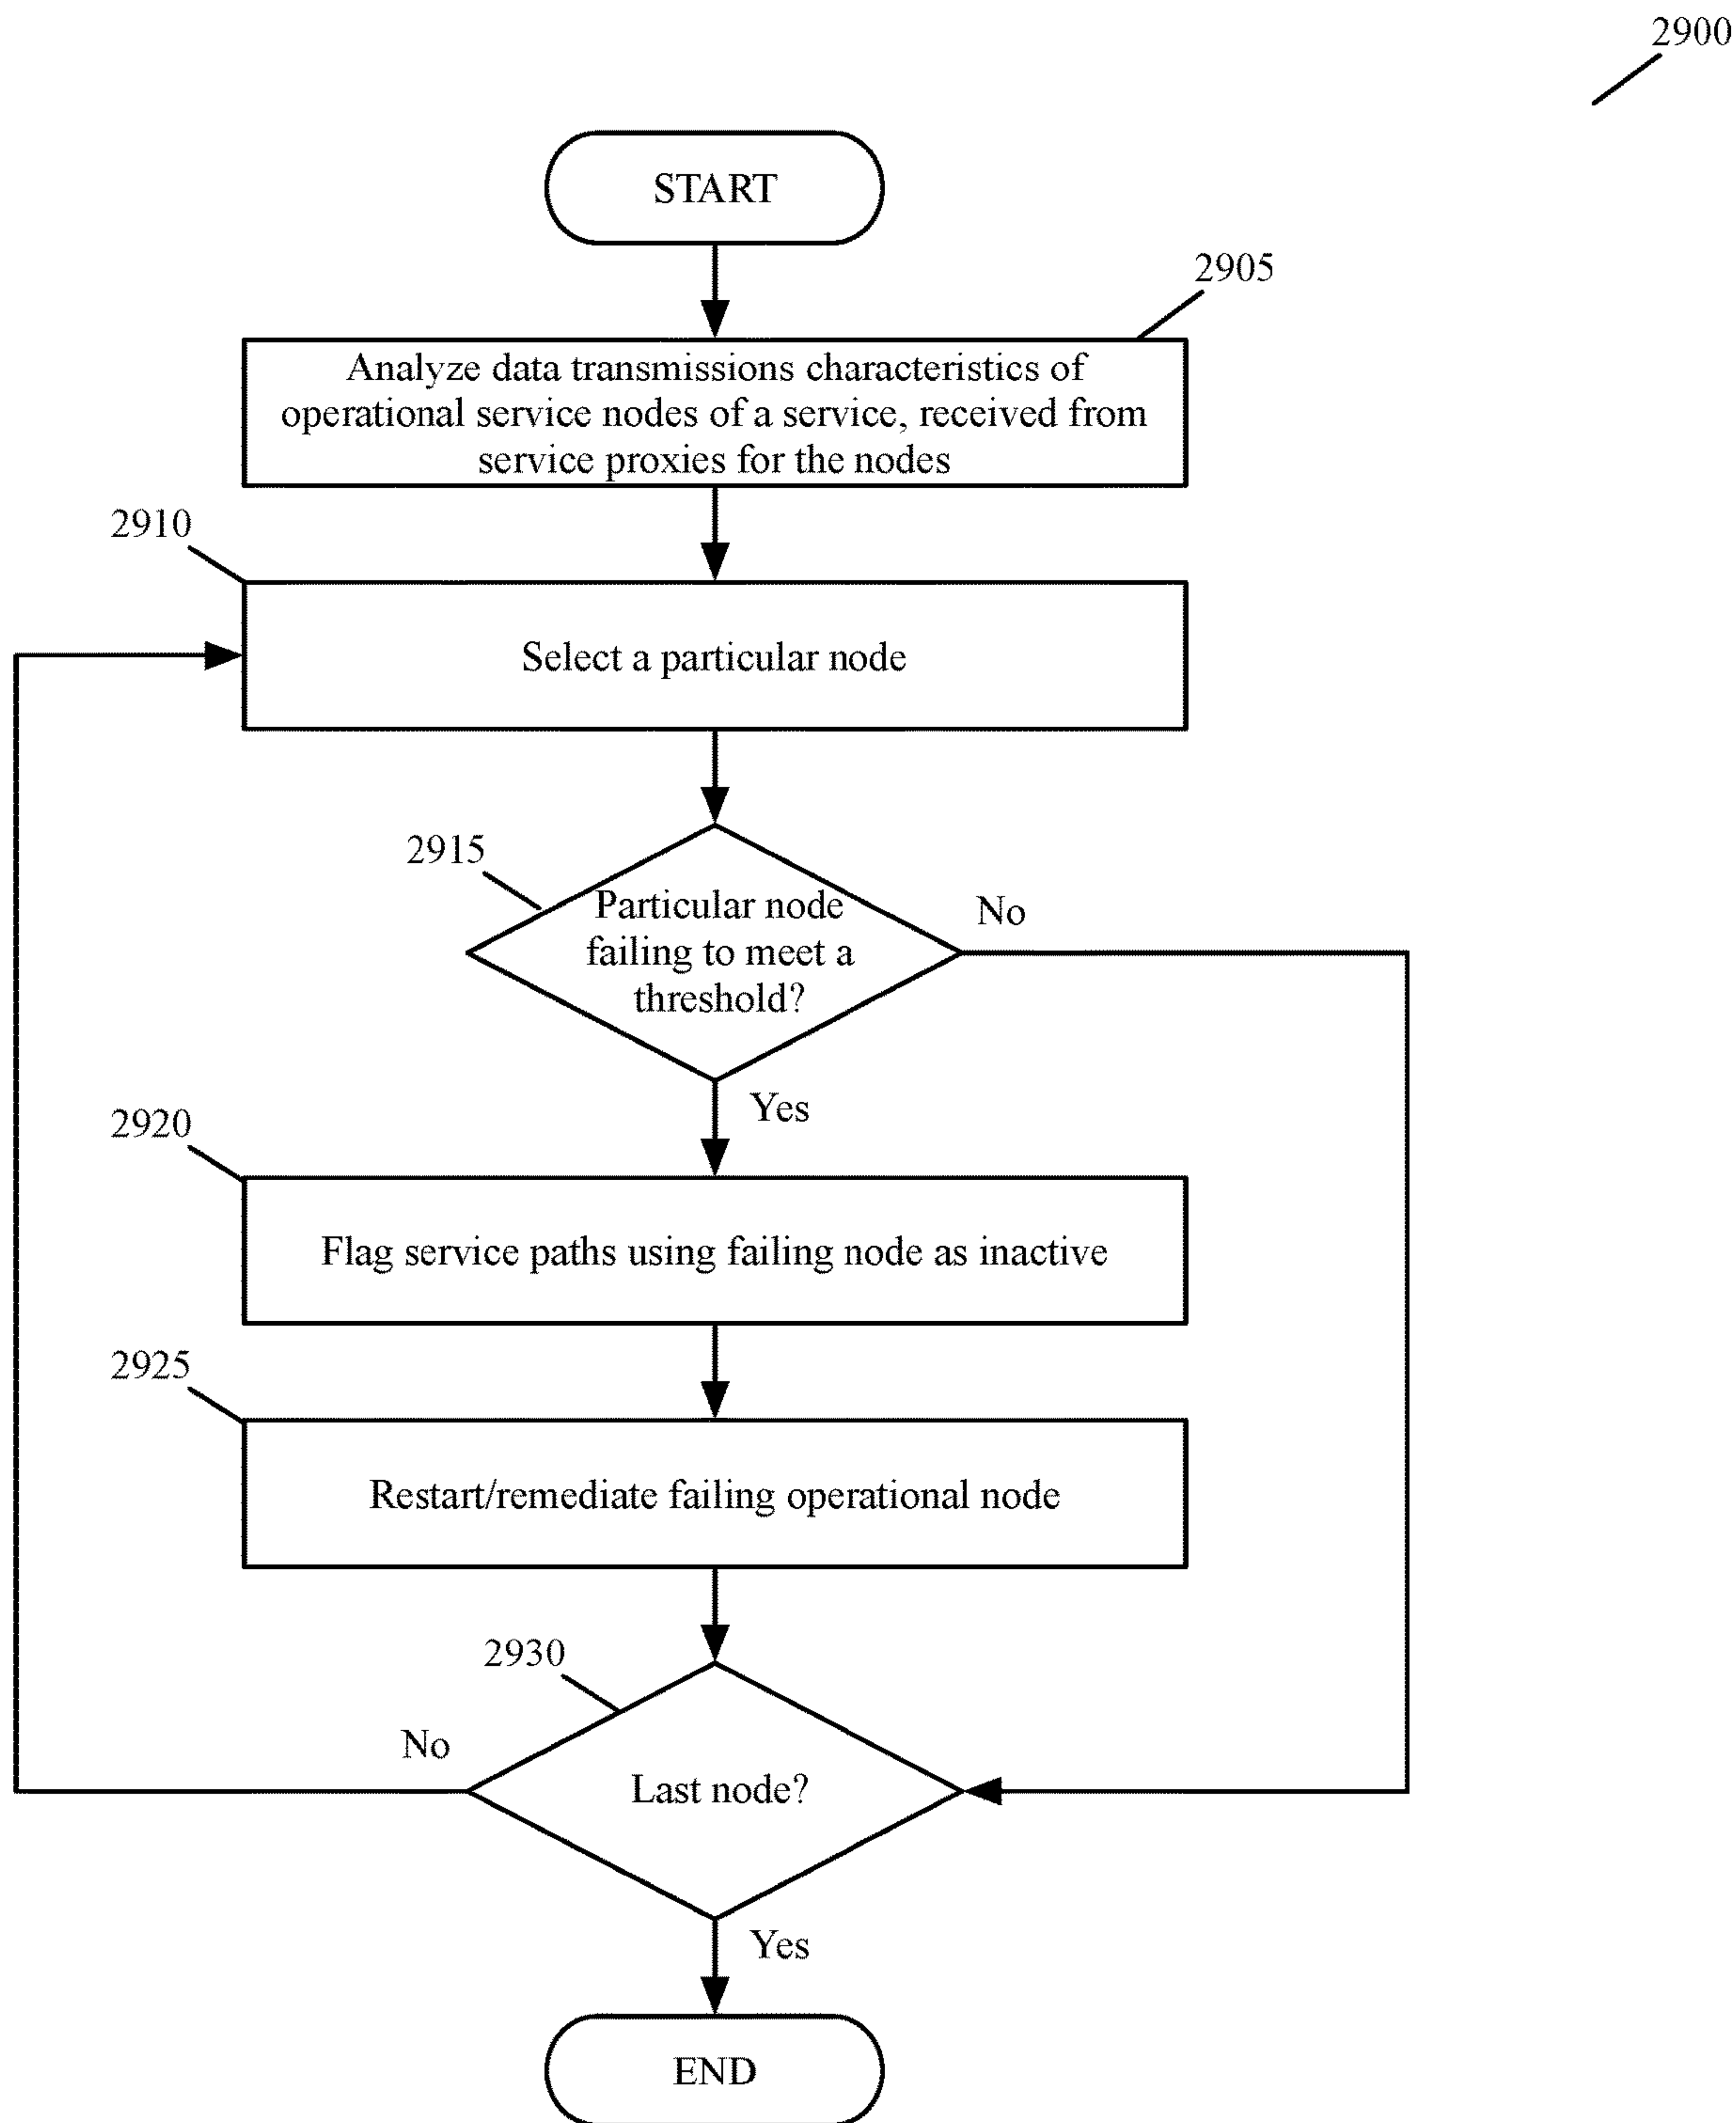 2900
START
2905
Analyze data transmissions characteristics of
operational service nodes of a service, received from
service proxies for the nodes
2910
Select a particular node
2915
Particular node
failing to meet a
threshold?
No
Yes
2920
Flag service paths using failing node as inactive
2925
Restart/remediate failing operational node
2930
No
Last node?
Yes
END